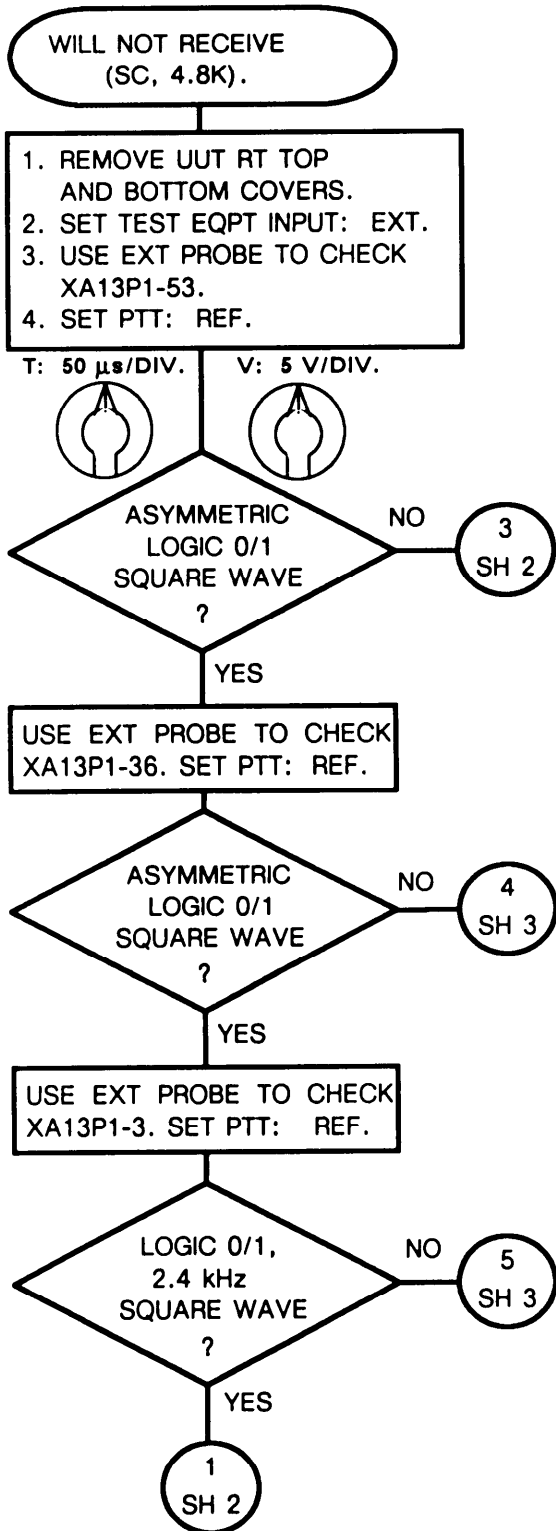 WILL NOT RECEIVE
(SC, 4.8K).
1. REMOVE UUT RT TOP
AND BOTTOM COVERS.
2. SET TEST EQPT INPUT: EXT.
3. USE EXT PROBE TO CHECK
XA13P1-53.
4. SET PTT: REF.
T: 50 µs/DIV. V: 5 V/DIV.
ASYMMETRIC
LOGIC 0/1
SQUARE WAVE
?
NO
3
SH 2
YES
USE EXT PROBE TO CHECK
XA13P1-36. SET PTT: REF.
ASYMMETRIC
LOGIC 0/1
SQUARE WAVE
?
NO
4
SH 3
YES
USE EXT PROBE TO CHECK
XA13P1-3. SET PTT: REF.
LOGIC 0/1,
2.4 kHz
SQUARE WAVE
?
NO
5
SH 3
YES
1
SH 2